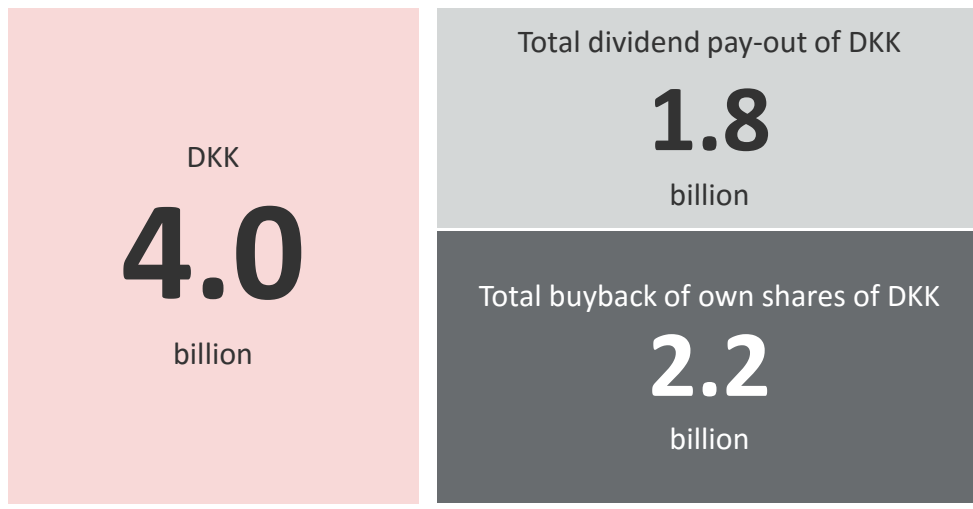 DKK
4.0
billion
Total dividend pay-out of DKK
1.8
billion
Total buyback of own shares of DKK
2.2
billion